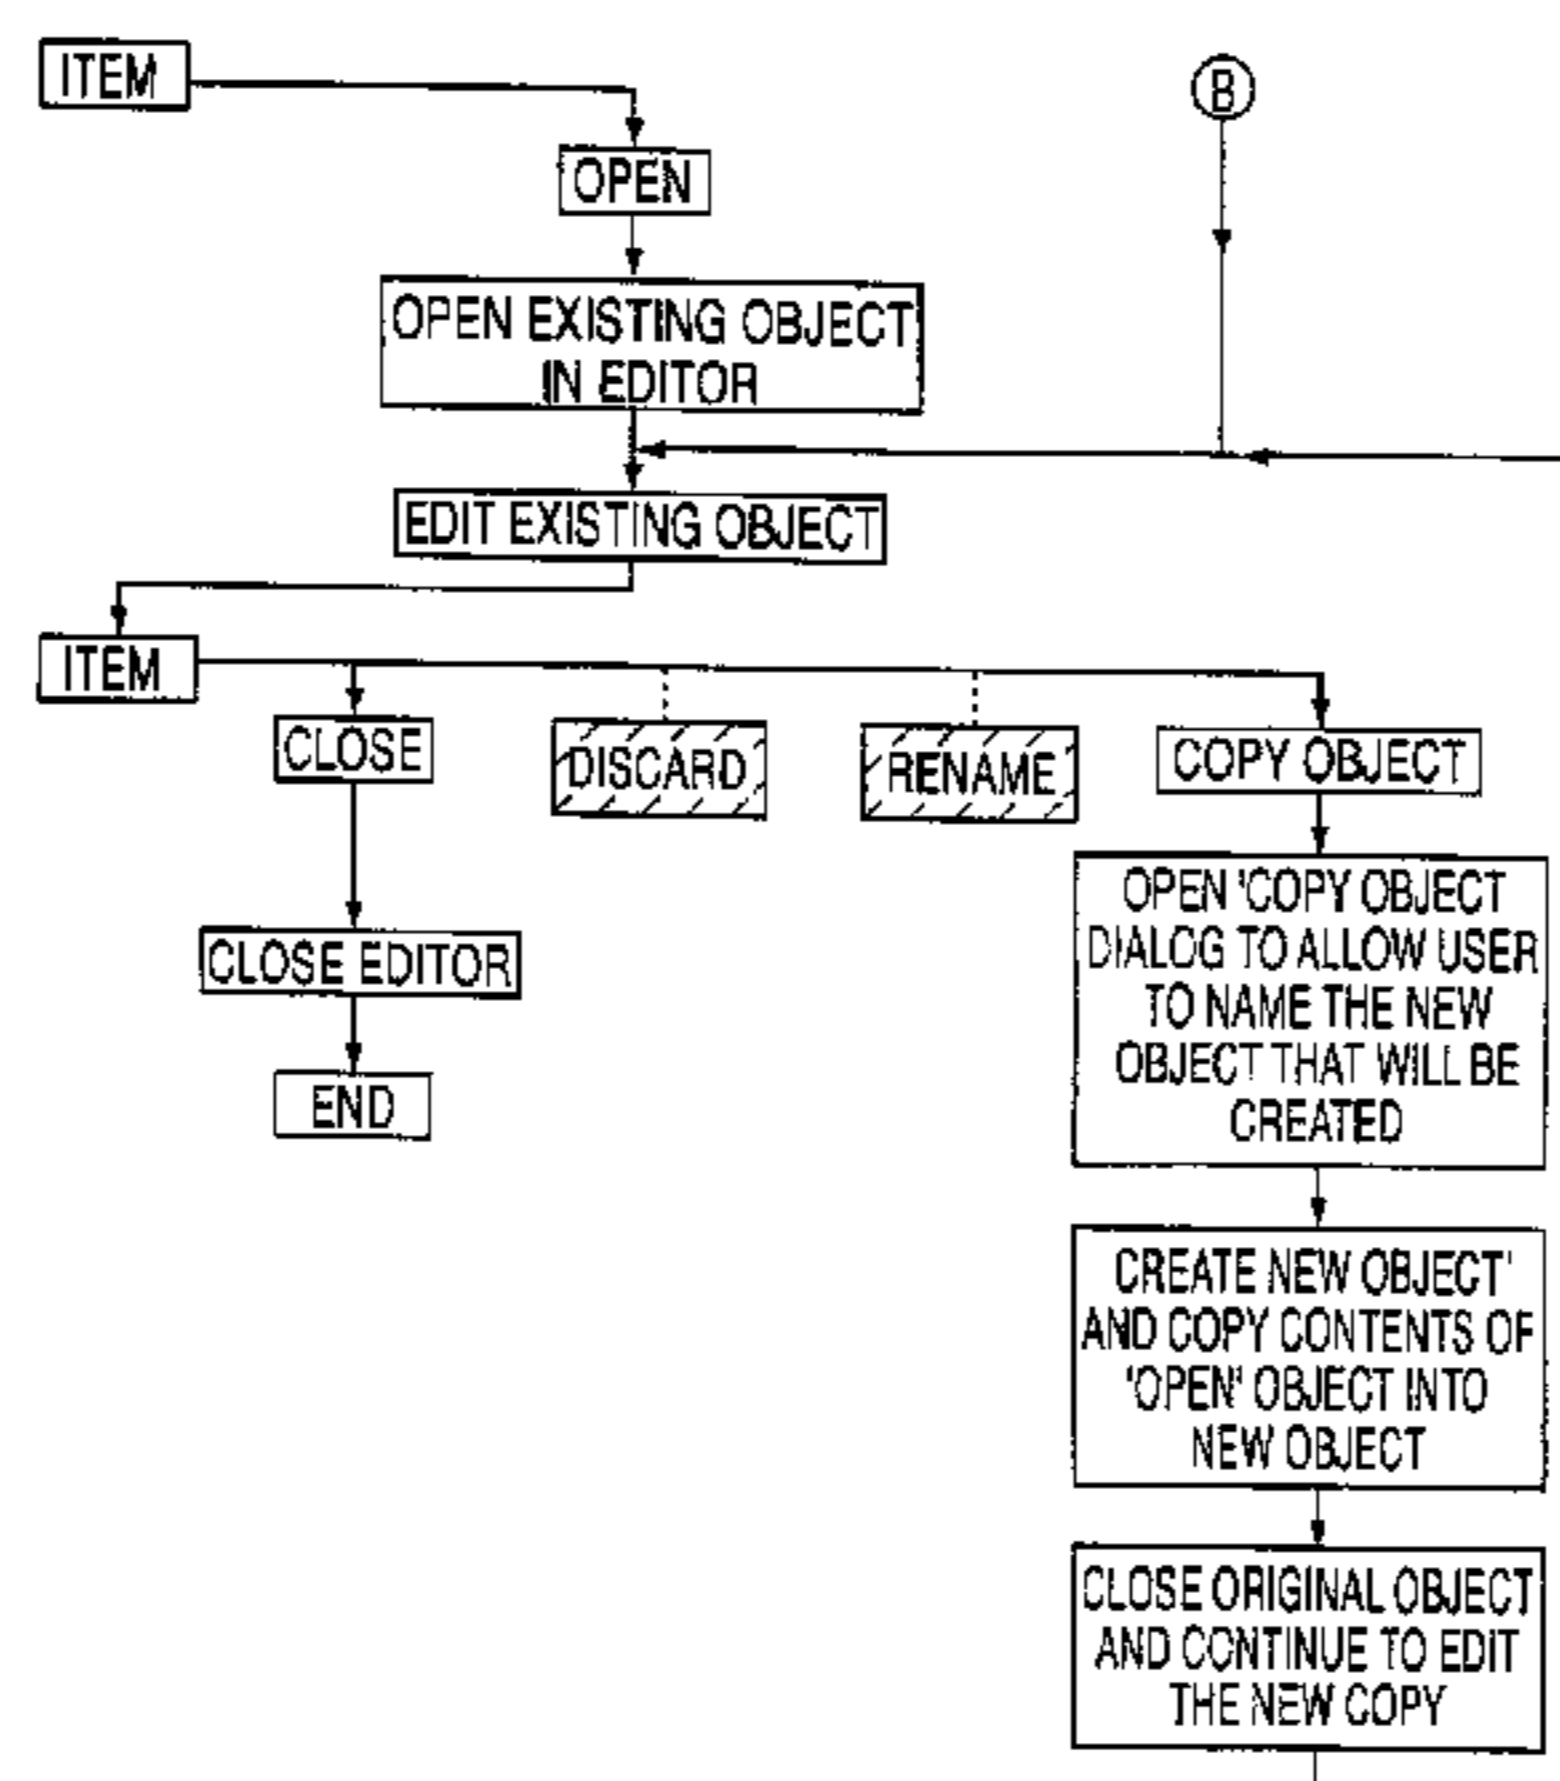 ITEM
B
OPEN
OPEN EXISTING OBJECT
IN EDITOR
EDIT EXISTING OBJECT
ITEM
CLOSE
DISCARD
RENAME
COPY OBJECT
OPEN 'COPY OBJECT
DIALOG TO ALLOW USER
TO NAME THE NEW
OBJECT THAT WILL BE
CREATED
CLOSE EDITOR
END
CREATE NEW OBJECT'
AND COPY CONTENTS OF
'OPEN' OBJECT INTO
NEW OBJECT
CLOSE ORIGINAL OBJECT
AND CONTINUE TO EDIT
THE NEW COPY